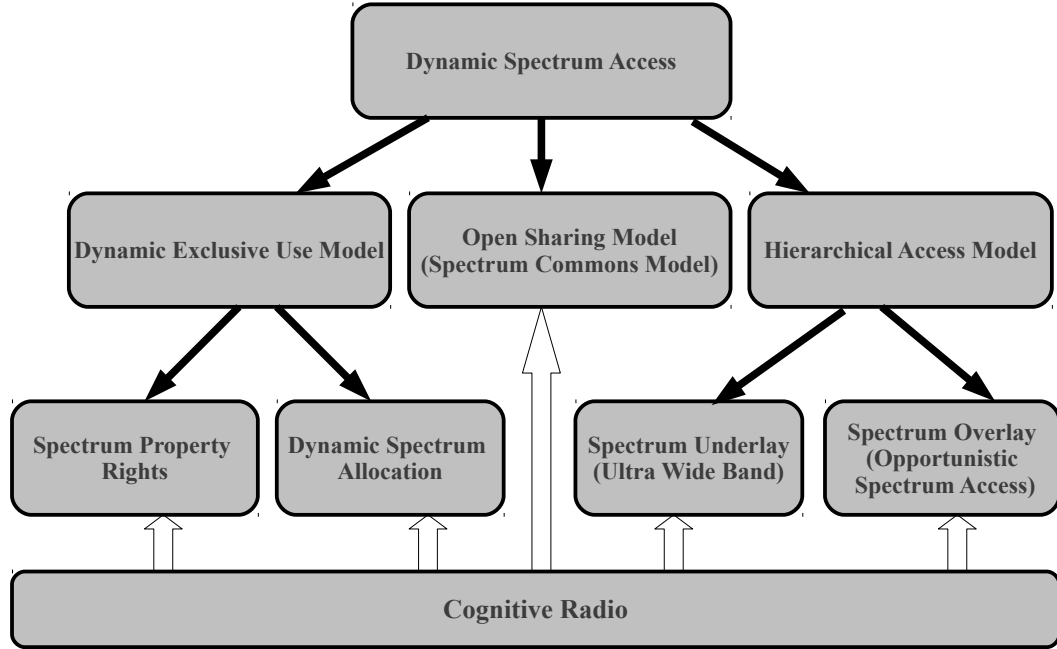 Dynamic Spectrum Access
Dynamic Exclusive Use Model
Open Sharing Model
(Spectrum Commons Model)
Hierarchical Access Model
Spectrum Property
Rights
Dynamic Spectrum
Allocation
Spectrum Underlay
(Ultra Wide Band)
Spectrum Overlay
(Opportunistic
Spectrum Access)
Cognitive Radio